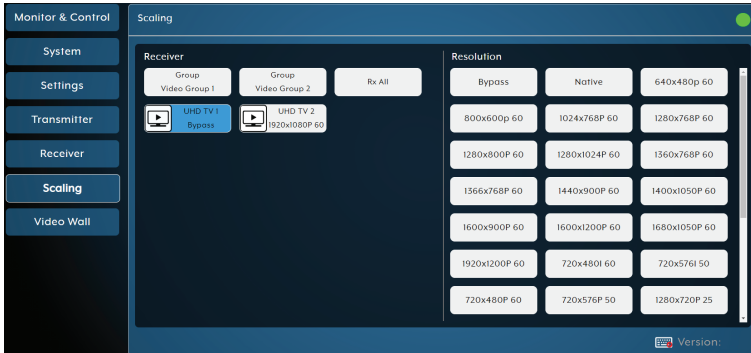 Monitor & Control
System
Settings
Transmitter
Receiver
Scaling
Video Wall
Scaling
Receiver
Group
Video Group 1
Group
Video Group 2
Rx All
UHD TV 1
Bypass
UHD TV 2
1920x1080P 60
Resolution
Bypass
Native
640x480p 60
800x600p 60
1024x768P 60
1280x768P 60
1280x800P 60
1280x1024P 60
1360x768P 60
1366x768P 60
1440x900P 60
1400x1050P 60
1600x900P 60
1600x1200P 60
1680x1050P 60
1920x1200P 60
720x480I 60
720x576I 50
720x480P 60
720x576P 50
1280x720P 25
Version: